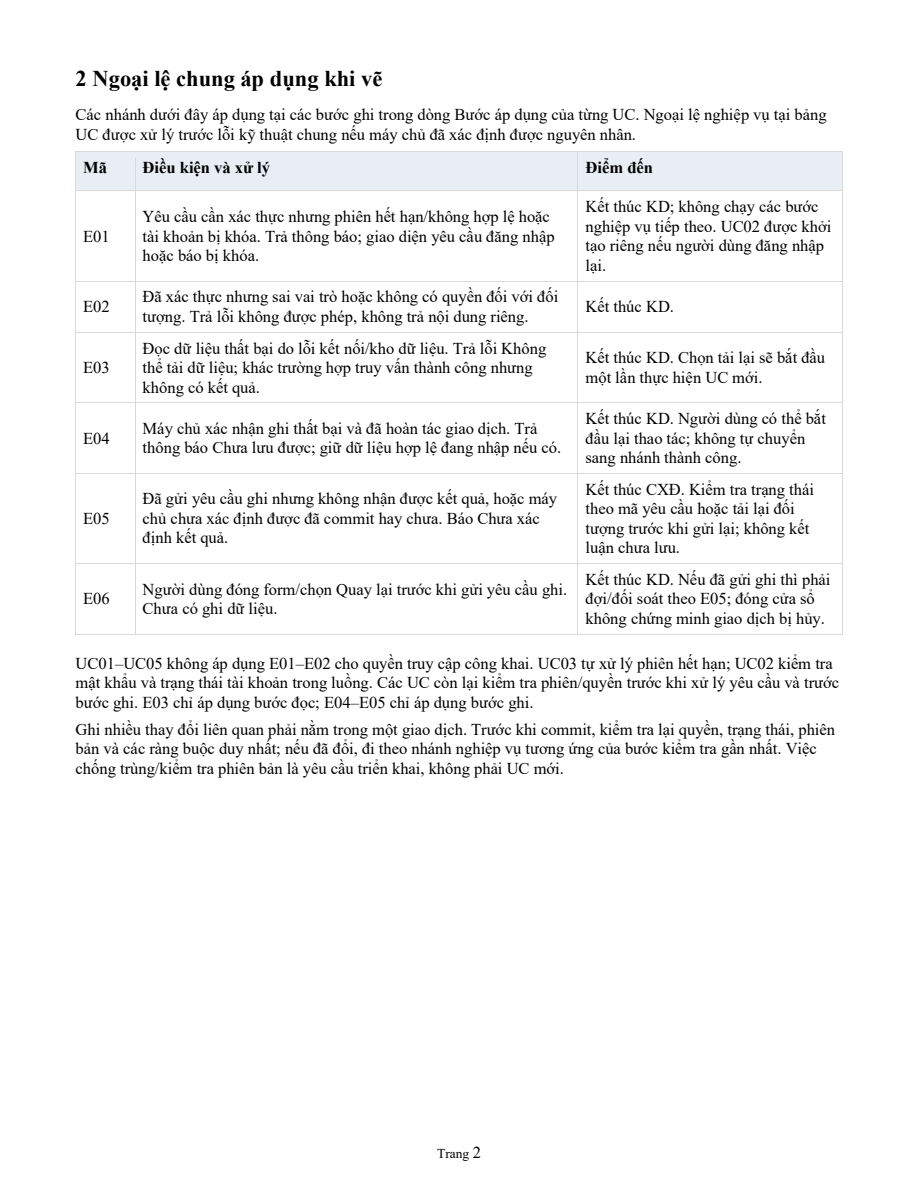 2 Ngoại lệ chung áp dụng khi vẽ
Các nhánh dưới đây áp dụng tại các bước ghi trong dòng Bước áp dụng của từng UC. Ngoại lệ nghiệp vụ tại bảng
UC được xử lý trước lỗi kỹ thuật chung nếu máy chủ đã xác định được nguyên nhân.
Mã
Điều kiện và xử lý
Điểm đến
E01
Yêu cầu cần xác thực nhưng phiên hết hạn/không hợp lệ hoặc
tài khoản bị khóa. Trả thông báo; giao diện yêu cầu đăng nhập
hoặc báo bị khóa.
Kết thúc KD; không chạy các bước
nghiệp vụ tiếp theo. UC02 được khởi
tạo riêng nếu người dùng đăng nhập
lại.
E02
Đã xác thực nhưng sai vai trò hoặc không có quyền đối với đối
tượng. Trả lỗi không được phép, không trả nội dung riêng.
Kết thúc KD.
E03
Đọc dữ liệu thất bại do lỗi kết nối/kho dữ liệu. Trả lỗi Không
thể tải dữ liệu; khác trường hợp truy vấn thành công nhưng
không có kết quả.
Kết thúc KD. Chọn tải lại sẽ bắt đầu
một lần thực hiện UC mới.
E04
Máy chủ xác nhận ghi thất bại và đã hoàn tác giao dịch. Trả
thông báo Chưa lưu được; giữ dữ liệu hợp lệ đang nhập nếu có.
Kết thúc KD. Người dùng có thể bắt
đầu lại thao tác; không tự chuyển
sang nhánh thành công.
E05
Đã gửi yêu cầu ghi nhưng không nhận được kết quả, hoặc máy
chủ chưa xác định được đã commit hay chưa. Báo Chưa xác
định kết quả.
Kết thúc CXĐ. Kiểm tra trạng thái
theo mã yêu cầu hoặc tải lại đối
tượng trước khi gửi lại; không kết
luận chưa lưu.
E06
Người dùng đóng form/chọn Quay lại trước khi gửi yêu cầu ghi.
Chưa có ghi dữ liệu.
Kết thúc KD. Nếu đã gửi ghi thì phải
đợi/đối soát theo E05; đóng cửa sổ
không chứng minh giao dịch bị hủy.
UC01–UC05 không áp dụng E01–E02 cho quyền truy cập công khai. UC03 tự xử lý phiên hết hạn; UC02 kiểm tra
mật khẩu và trạng thái tài khoản trong luồng. Các UC còn lại kiểm tra phiên/quyền trước khi xử lý yêu cầu và trước
bước ghi. E03 chỉ áp dụng bước đọc; E04–E05 chỉ áp dụng bước ghi.
Ghi nhiều thay đổi liên quan phải nằm trong một giao dịch. Trước khi commit, kiểm tra lại quyền, trạng thái, phiên
bản và các ràng buộc duy nhất; nếu đã đổi, đi theo nhánh nghiệp vụ tương ứng của bước kiểm tra gần nhất. Việc
chống trùng/kiểm tra phiên bản là yêu cầu triển khai, không phải UC mới.
Trang 2